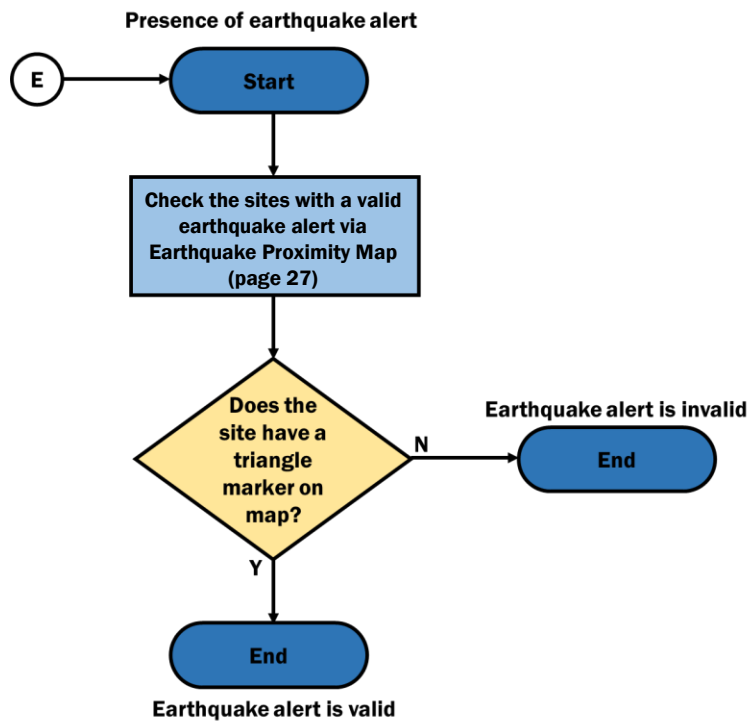 Presence of earthquake alert
E
Start
Check the sites with a valid
earthquake alert via
Earthquake Proximity Map
(page 27)
Does the
site have a
triangle
marker on
map?
N
Earthquake alert is invalid
End
Y
End
Earthquake alert is valid